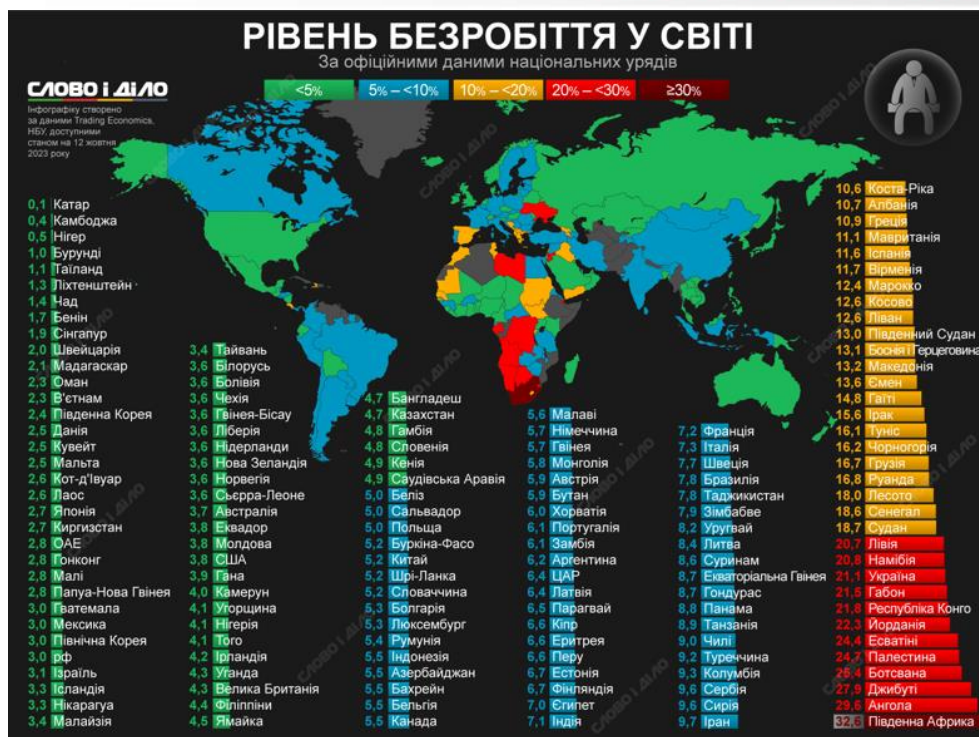 РІВЕНЬ БЕЗРОБІТТЯ У СВІТІ
За офіційними даними національних урядів
СЛОВО і ДІЛО
Інфографіку створено
за даними Trading Economics,
НБУ, доступними
станом на 12 жовтня
2023 року
<5%
5% – <10%
10% – <20%
20% – <30%
≥30%
0,1 Катар
0,4 Камбоджа
0,5 Нігер
1,0 Бурунді
1,1 Таїланд
1,3 Ліхтенштейн
1,4 Чад
1,7 Бенін
1,9 Сінгапур
2,0 Швейцарія
2,1 Мадагаскар
2,3 Оман
2,3 В'єтнам
2,4 Південна Корея
2,5 Данія
2,5 Кувейт
2,5 Мальта
2,6 Кот-д'Івуар
2,6 Лаос
2,7 Японія
2,7 Киргизстан
2,8 ОАЕ
2,8 Гонконг
2,8 Малі
2,8 Папуа-Нова Гвінея
3,0 Гватемала
3,0 Мексика
3,0 Північна Корея
3,0 рф
3,1 Ізраїль
3,3 Ісландія
3,3 Нікарагуа
3,4 Малайзія
3,4 Тайвань
3,6 Білорусь
3,6 Болівія
3,6 Чехія
3,6 Гвінея-Бісау
3,6 Ліберія
3,6 Нідерланди
3,6 Нова Зеландія
3,6 Норвегія
3,6 Сьєрра-Леоне
3,7 Австралія
3,8 Еквадор
3,8 Молдова
3,8 США
3,9 Гана
4,0 Камерун
4,1 Угорщина
4,1 Нігерія
4,1 Того
4,2 Ірландія
4,3 Уганда
4,3 Велика Британія
4,4 Філіппіни
4,5 Ямайка
4,7 Бангладеш
4,7 Казахстан
4,8 Гамбія
4,8 Словенія
4,9 Кенія
4,9 Саудівська Аравія
5,0 Беліз
5,0 Сальвадор
5,0 Польща
5,2 Буркіна-Фасо
5,2 Китай
5,2 Шрі-Ланка
5,2 Словаччина
5,3 Болгарія
5,3 Люксембург
5,4 Румунія
5,5 Індонезія
5,5 Азербайджан
5,5 Бахрейн
5,5 Бельгія
5,5 Канада
5,6 Малаві
5,7 Німеччина
5,7 Гвінея
5,8 Монголія
5,9 Австрія
5,9 Бутан
6,0 Хорватія
6,1 Португалія
6,1 Замбія
6,2 Аргентина
6,4 ЦАР
6,4 Латвія
6,5 Парагвай
6,6 Кіпр
6,6 Еритрея
6,6 Перу
6,7 Естонія
6,7 Фінляндія
7,0 Єгипет
7,1 Індія
7,2 Франція
7,3 Італія
7,7 Швеція
7,8 Бразилія
7,8 Таджикистан
7,9 Зімбабве
8,2 Уругвай
8,4 Литва
8,6 Суринам
8,7 Екваторіальна Гвінея
8,7 Гондурас
8,8 Панама
8,9 Танзанія
9,0 Чилі
9,2 Туреччина
9,3 Колумбія
9,6 Сербія
9,6 Сирія
9,7 Іран
10,6 Коста-Ріка
10,7 Албанія
10,9 Греція
11,1 Мавританія
11,6 Іспанія
11,7 Вірменія
12,4 Марокко
12,6 Косово
12,6 Ліван
13,0 Південний Судан
13,1 Боснія і Герцеговина
13,2 Македонія
13,6 Ємен
14,8 Гаїті
15,6 Ірак
16,1 Туніс
16,2 Чорногорія
16,7 Грузія
16,8 Руанда
18,0 Лесото
18,6 Сенегал
18,7 Судан
20,7 Лівія
20,8 Намібія
21,1 Україна
21,5 Габон
21,8 Республіка Конго
22,3 Йорданія
24,4 Есватіні
24,7 Палестина
25,4 Ботсвана
27,9 Джибуті
29,6 Ангола
32,6 Південна Африка